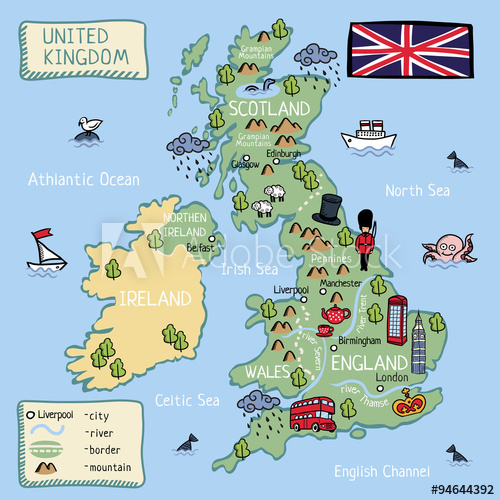 UNITED
KINGDOM
Grampian
Mountains
SCOTLAND
Grampian
Mountains
Glasgow
Edinburgh
Athlantic Ocean
North Sea
NORTHEN
IRELAND
Belfast
Irish Sea
Pennines
IRELAND
Liverpool
Manchester
river Trent
Birmingham
river Severn
ENGLAND
WALES
London
river Thamse
Celtic Sea
English Channel
Liverpool -city
-river
-border
-mountain
Adobe Stock
#94644392